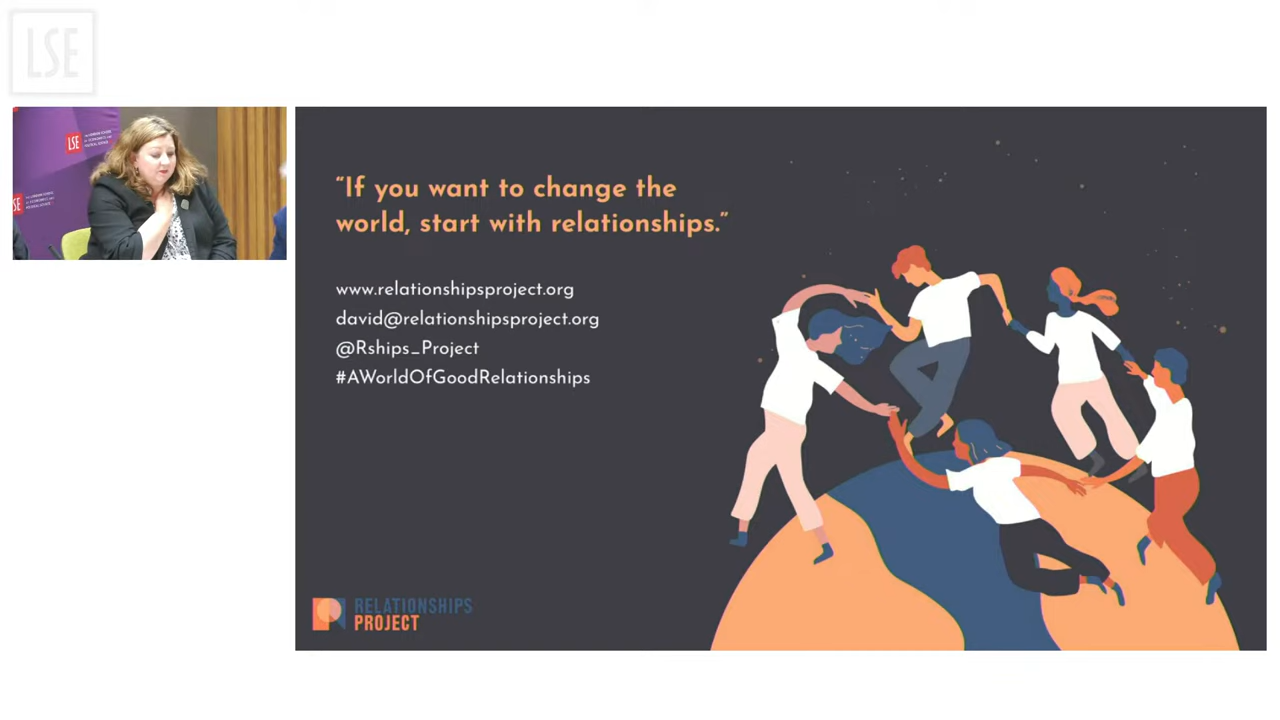 LSE
LSE
“If you want to change the
world, start with relationships.”
www.relationshipsproject.org
david@relationshipsproject.org
@Rships_Project
#AWorldOfGoodRelationships
RELATIONSHIPS
PROJECT